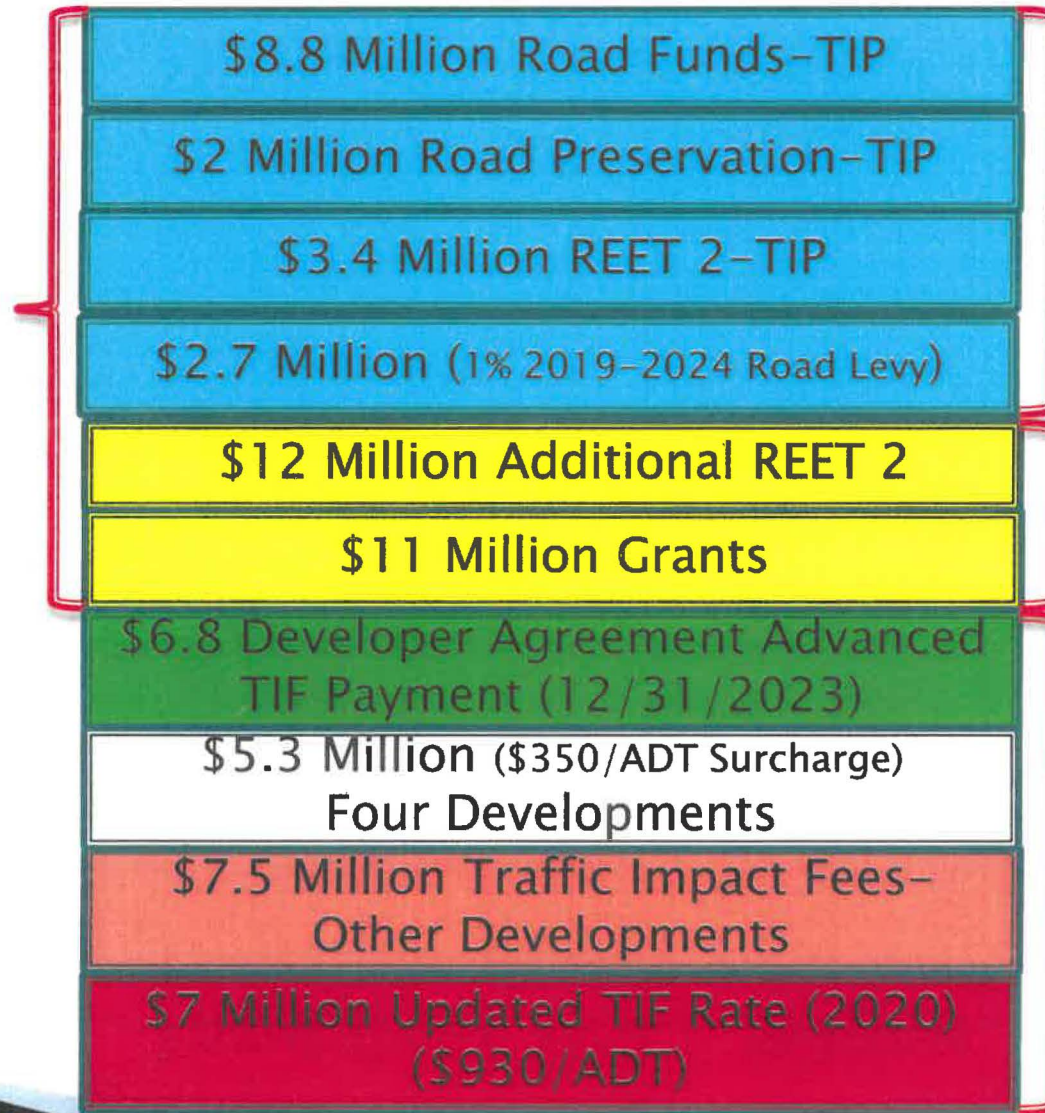 $8.8 Million Road Funds–TIP
$2 Million Road Preservation–TIP
$3.4 Million REET 2–TIP
$2.7 Million (1% 2019–2024 Road Levy)
$12 Million Additional REET 2
$11 Million Grants
$6.8 Developer Agreement Advanced
TIF Payment (12/31/2023)
$5.3 Million ($350/ADT Surcharge)
Four Developments
$7.5 Million Traffic Impact Fees–
Other Developments
$7 Million Updated TIF Rate (2020)
($930/ADT)